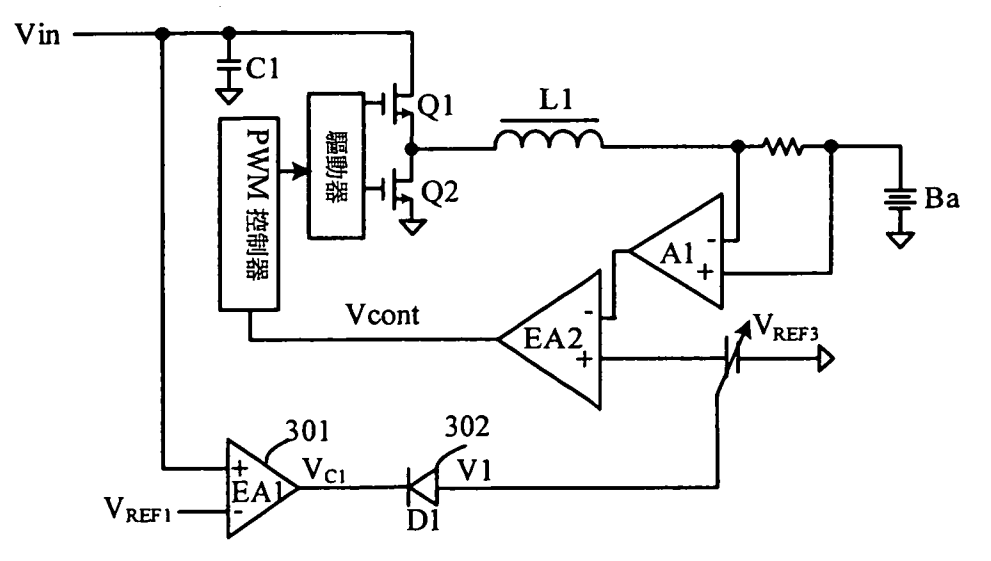 Vin
C1
Q1
L1
PWM 控制器
驅動器
Q2
Ba
-
A1
+
Vcont
-
EA2
+
VREF3
301
302
+
EA1
-
VC1
V1
VREF1
D1